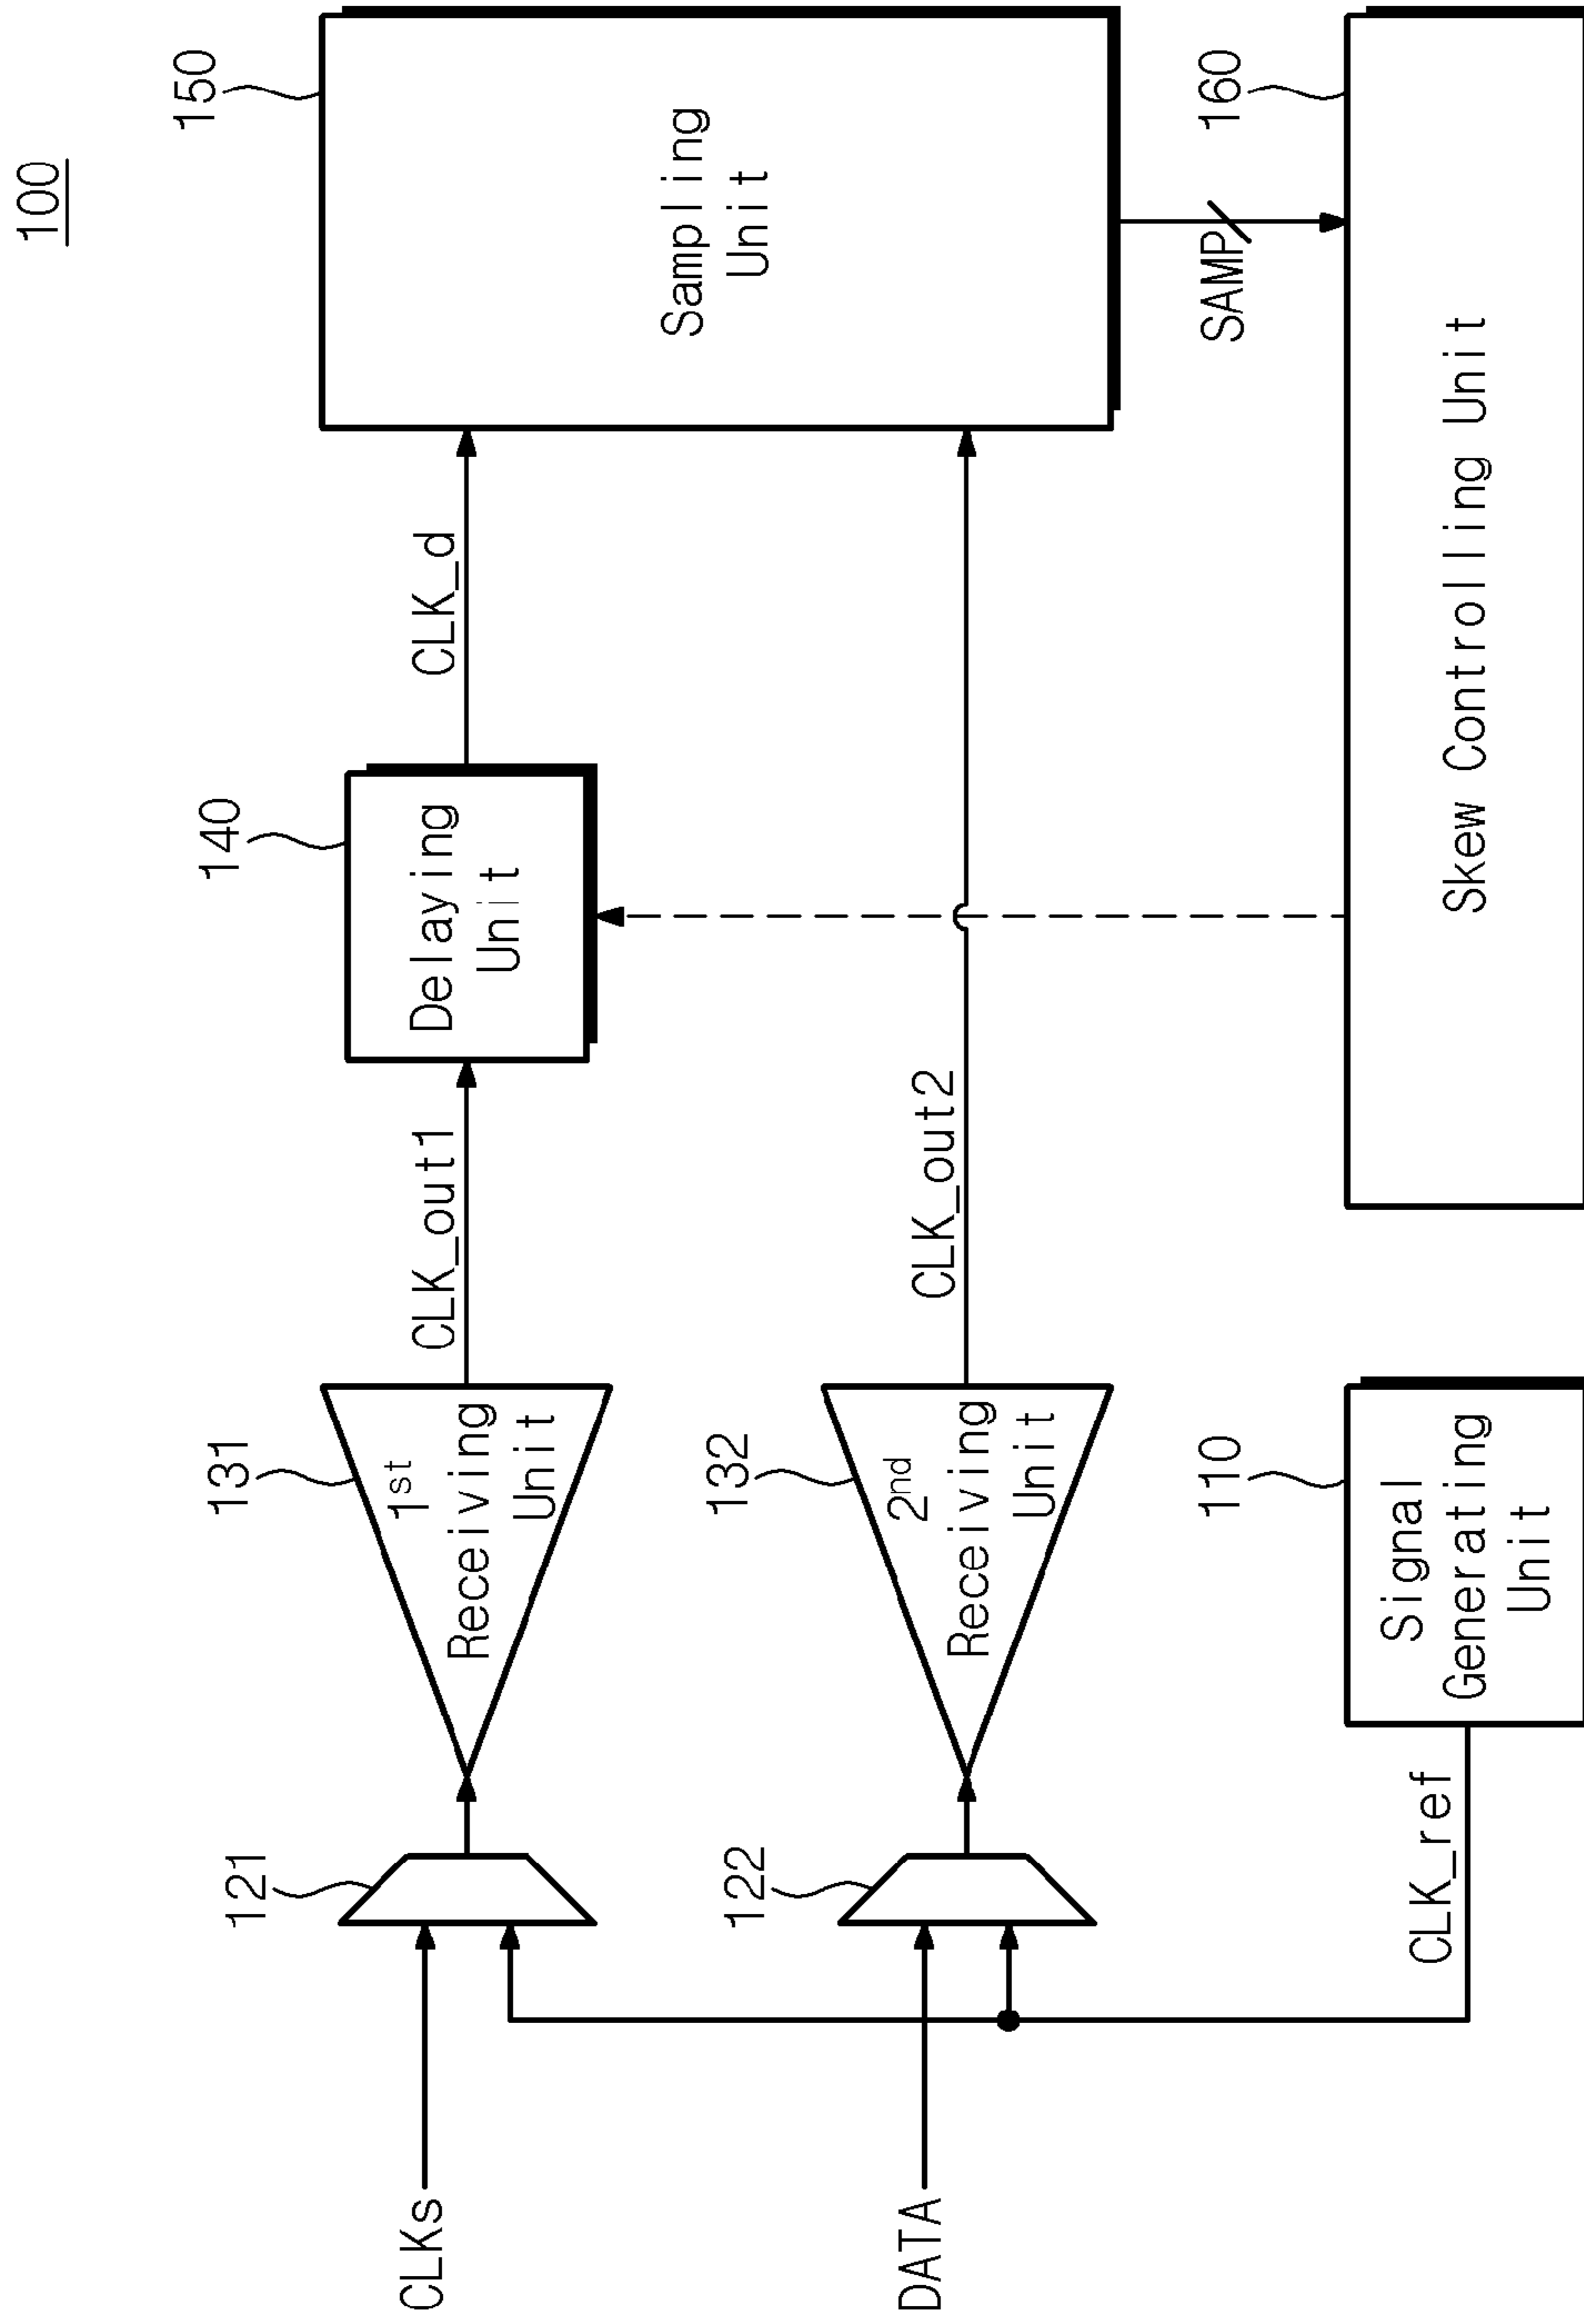 100
150
Sampling
Unit
CLK_d
140
Delaying
Unit
CLK_out1
131
1st
Receiving
Unit
121
CLKs
CLK_out2
132
2nd
Receiving
Unit
122
DATA
SAMP
160
Skew Controlling Unit
110
Signal
Generating
Unit
CLK_ref